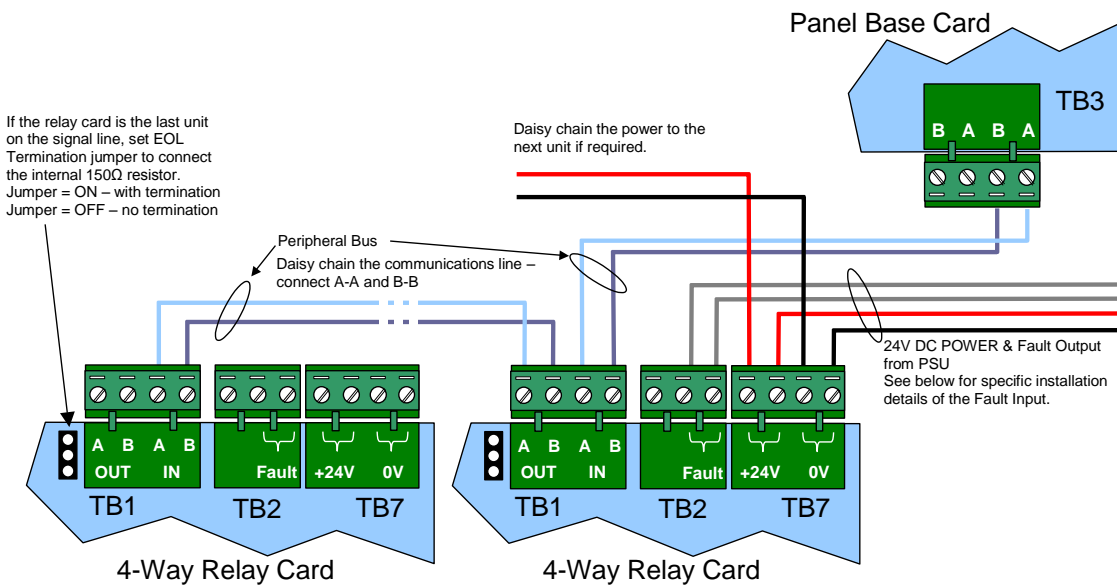 Panel Base Card
TB3
B A B A
If the relay card is the last unit
on the signal line, set EOL
Termination jumper to connect
the internal 150Ω resistor.
Jumper = ON – with termination
Jumper = OFF – no termination
Daisy chain the power to the
next unit if required.
Peripheral Bus
Daisy chain the communications line –
connect A-A and B-B
24V DC POWER & Fault Output
from PSU
See below for specific installation
details of the Fault Input.
A B A B
OUT IN
Fault
+24V 0V
TB1
TB2
TB7
4-Way Relay Card
A B A B
OUT IN
Fault
+24V 0V
TB1
TB2
TB7
4-Way Relay Card